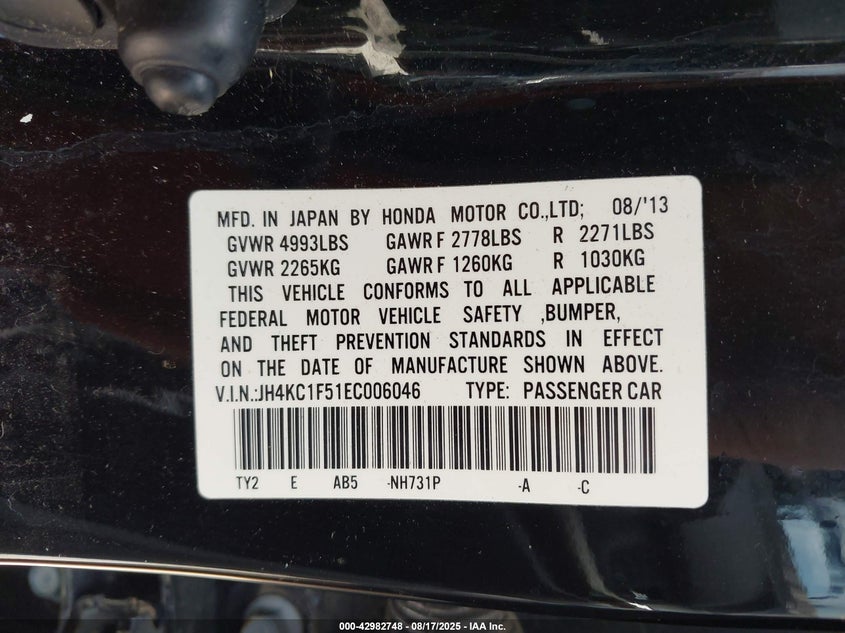 MFD. IN JAPAN BY HONDA MOTOR CO.,LTD; 08/'13
GVWR 4993LBS GAWR F 2778LBS R 2271LBS
GVWR 2265KG GAWR F 1260KG R 1030KG
THIS VEHICLE CONFORMS TO ALL APPLICABLE
FEDERAL MOTOR VEHICLE SAFETY ,BUMPER,
AND THEFT PREVENTION STANDARDS IN EFFECT
ON THE DATE OF MANUFACTURE SHOWN ABOVE.
V.I.N.:JH4KC1F51EC006046 TYPE: PASSENGER CAR
TY2 E AB5 -NH731P -A -C
000-42982748 - 08/17/2025 - IAA Inc.